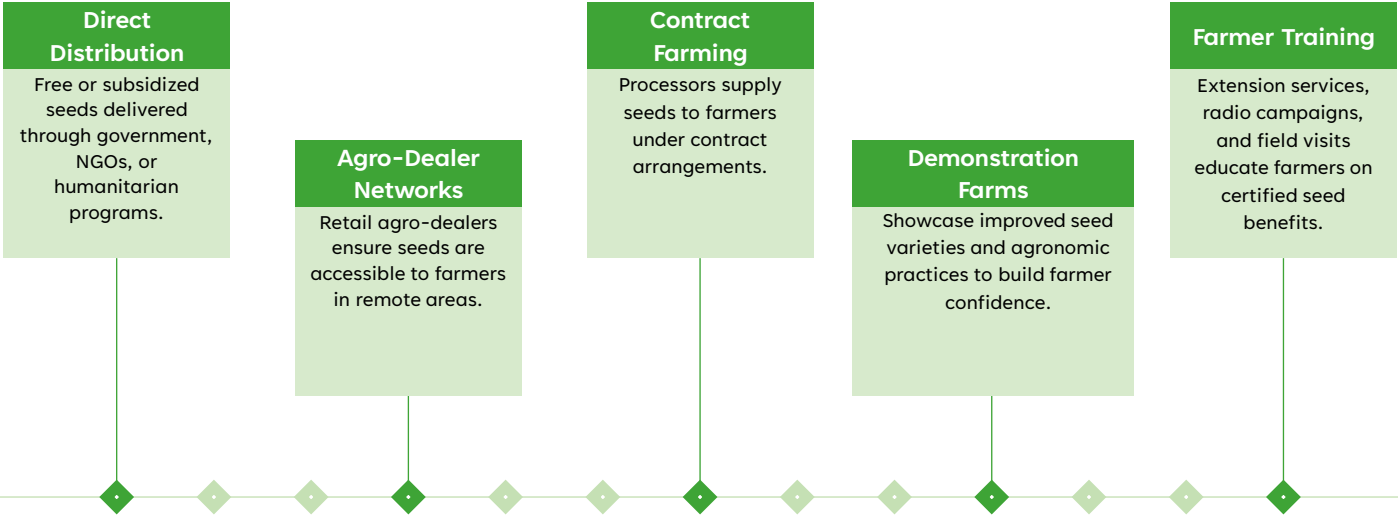 Direct
Distribution
Free or subsidized
seeds delivered
through government,
NGOs, or
humanitarian
programs.
Agro-Dealer
Networks
Retail agro-dealers
ensure seeds are
accessible to farmers
in remote areas.
Contract
Farming
Processors supply
seeds to farmers
under contract
arrangements.
Demonstration
Farms
Showcase improved seed
varieties and agronomic
practices to build farmer
confidence.
Farmer Training
Extension services,
radio campaigns,
and field visits
educate farmers on
certified seed
benefits.